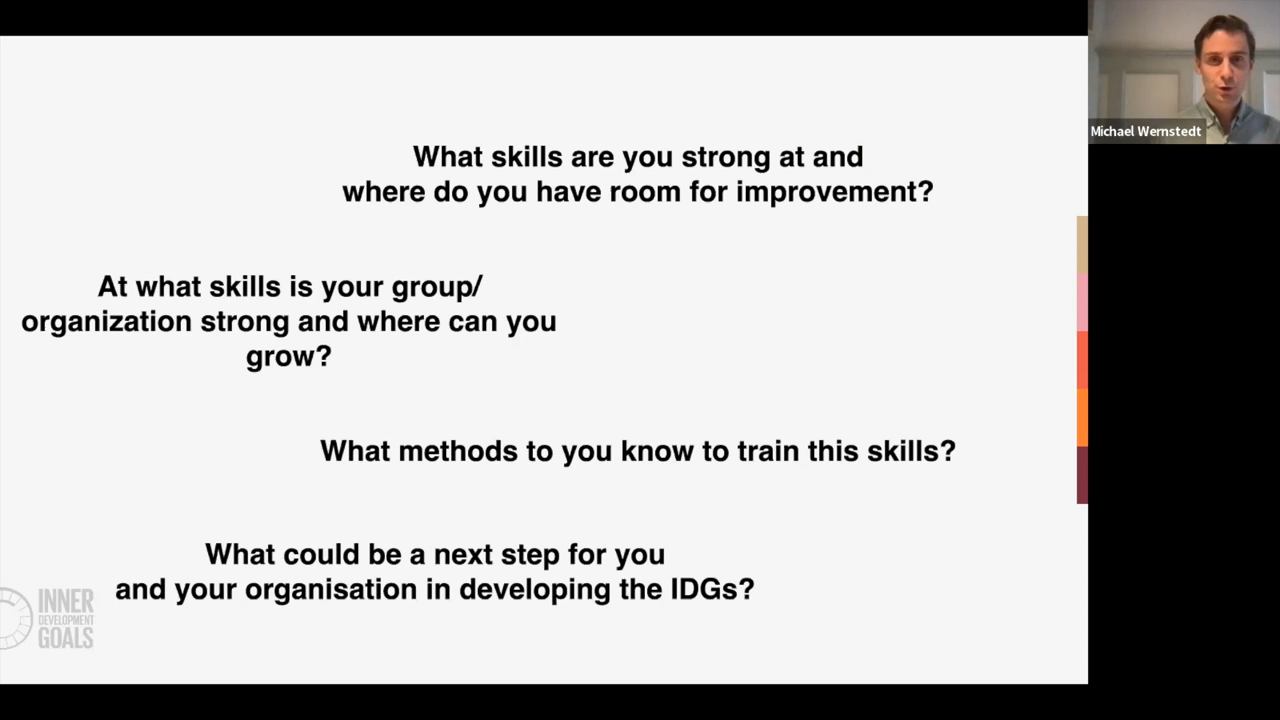 Michael Wernstedt
What skills are you strong at and
where do you have room for improvement?
At what skills is your group/
organization strong and where can you
grow?
What methods to you know to train this skills?
What could be a next step for you
and your organisation in developing the IDGs?
INNER
DEVELOPMENT
GOALS